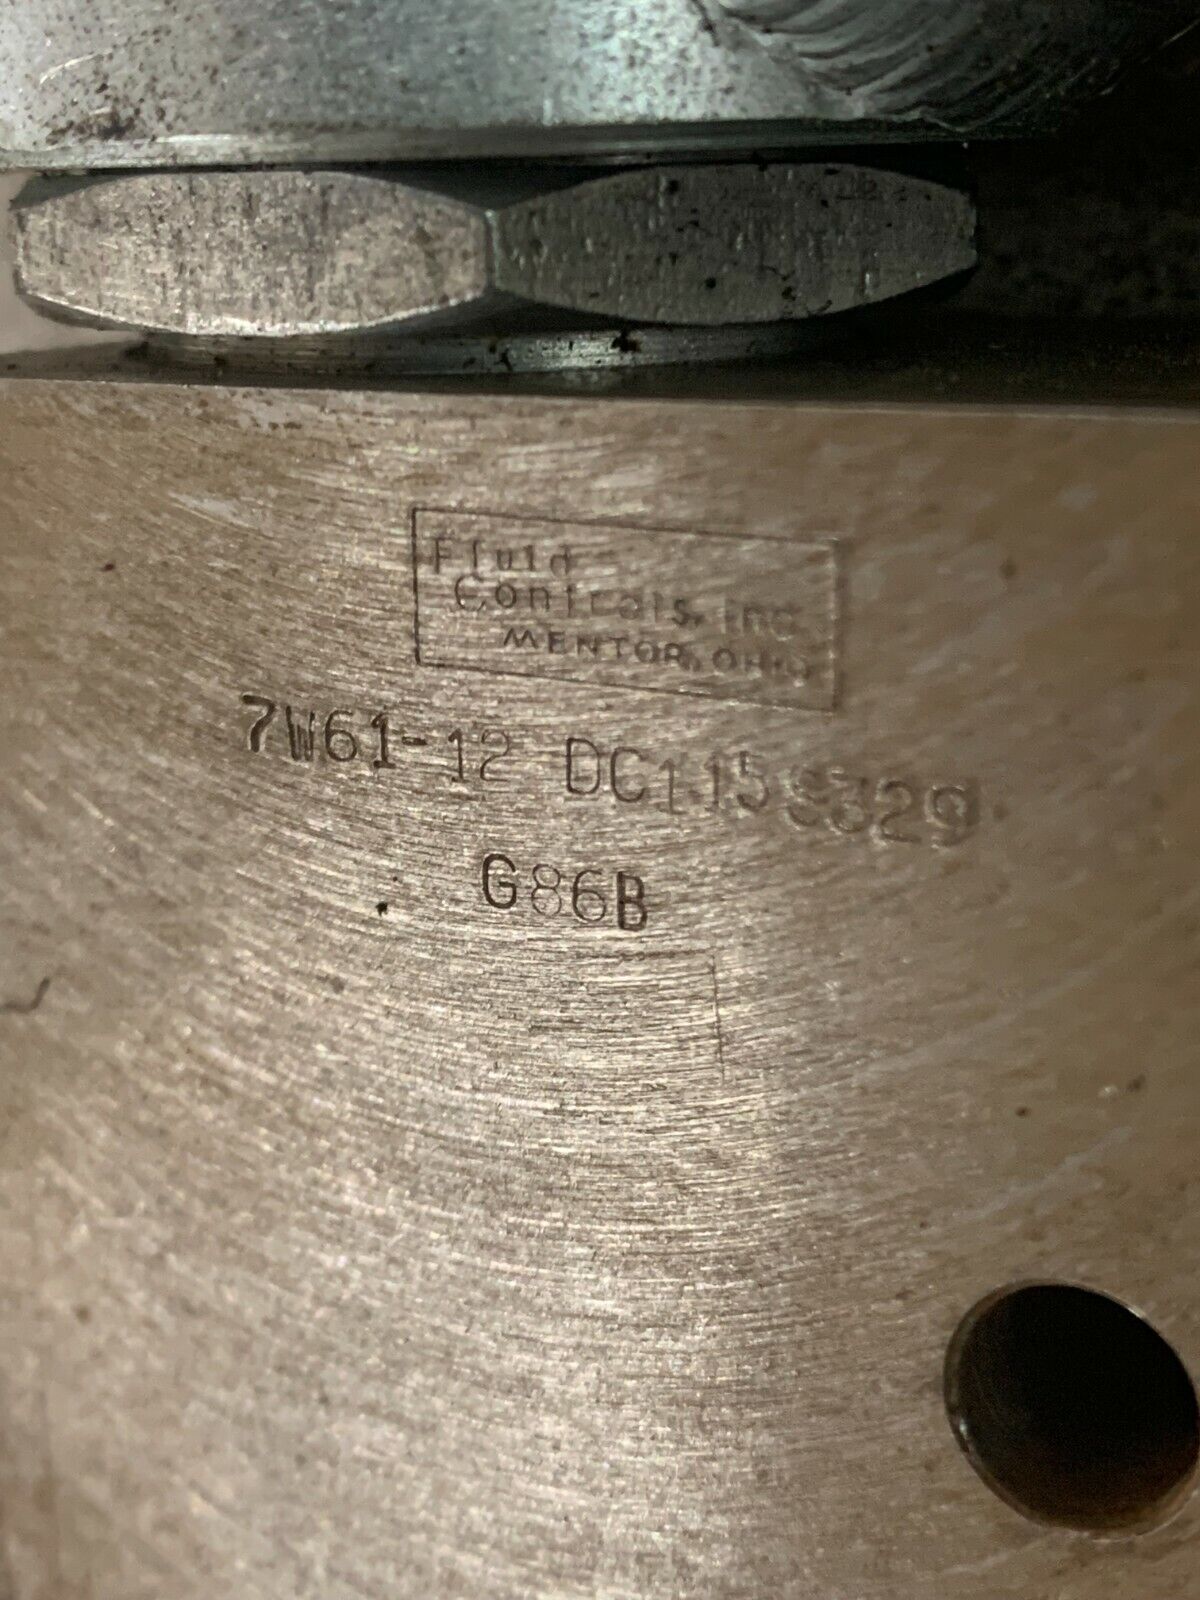 Fluid
Controls, Inc
MENTOR, OHIO
7W61-12 DC115S329
G86B